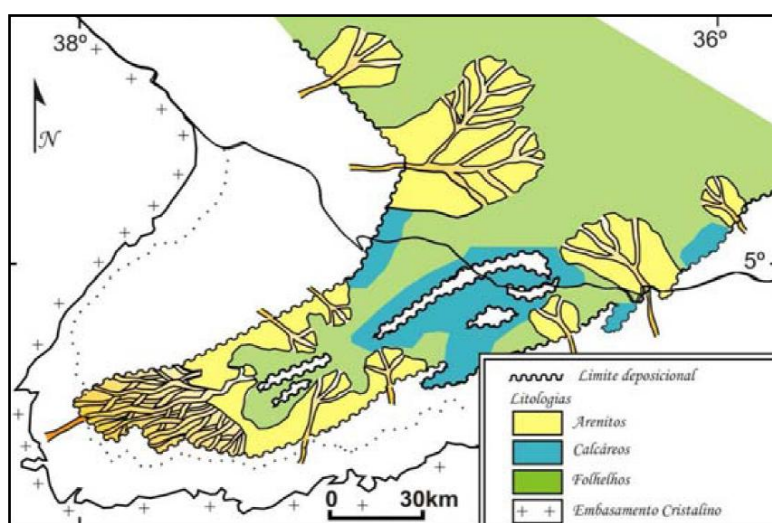 38º
36º
N
5º
Limite deposicional
Litologias
Arenitos
Calcáreos
Folhelhos
Embasamento Cristalino
0 30km